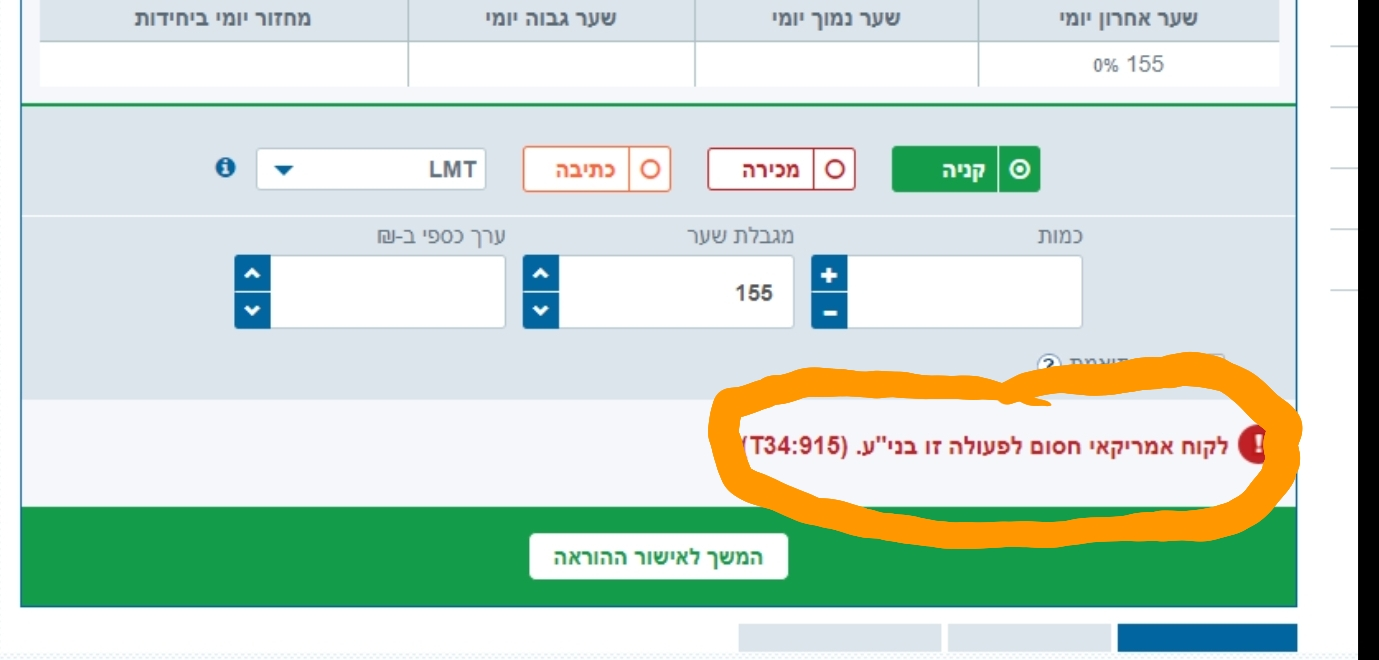 שער אחרון יומי	שער נמוך יומי	שער גבוה יומי	מחזור יומי ביחידות
155 0%
קניה	מכירה	כתיבה	LMT
כמות	מגבלת שער	ערך כספי ב-₪
155
לקוח אמריקאי חסום לפעולה זו בני"ע. (T34:915)
המשך לאישור ההוראה